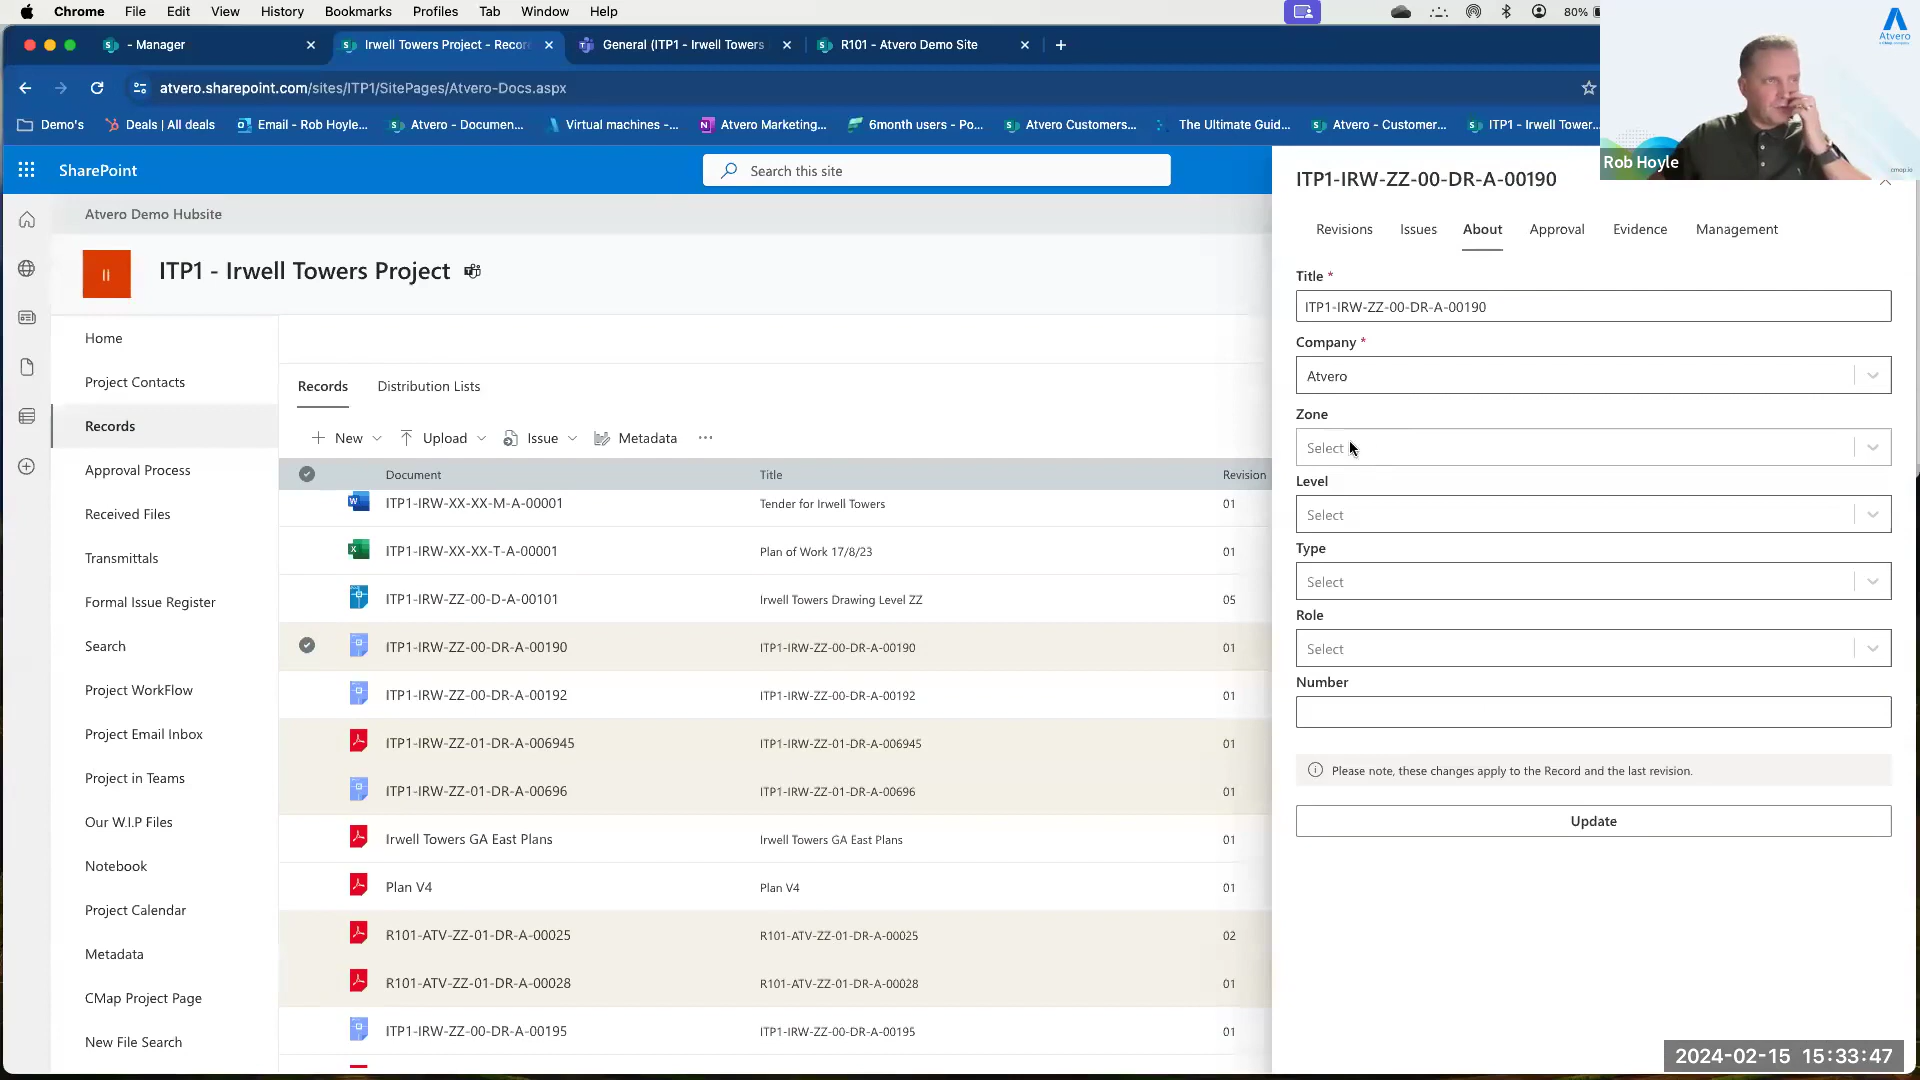 Chrome File Edit View History Bookmarks Profiles Tab Window Help 80%
- Manager
Irwell Towers Project - Recor
General (ITP1 - Irwell Towers
R101 - Atvero Demo Site
atvero.sharepoint.com/sites/ITP1/SitePages/Atvero-Docs.aspx
Demo's Deals | All deals Email - Rob Hoyle... Atvero - Documen... Virtual machines -... Atvero Marketing... 6month users - Po... Atvero Customers... The Ultimate Guid... Atvero - Customer... ITP1 - Irwell Tower...
Atvero
Rob Hoyle
SharePoint
Search this site
Atvero Demo Hubsite
II
ITP1 - Irwell Towers Project
Home
Project Contacts
Records
Approval Process
Received Files
Transmittals
Formal Issue Register
Search
Project WorkFlow
Project Email Inbox
Project in Teams
Our W.I.P Files
Notebook
Project Calendar
Metadata
CMap Project Page
New File Search
Records Distribution Lists
New Upload Issue Metadata ...
Document Title Revision
ITP1-IRW-XX-XX-M-A-00001 Tender for Irwell Towers 01
ITP1-IRW-XX-XX-T-A-00001 Plan of Work 17/8/23 01
ITP1-IRW-ZZ-00-D-A-00101 Irwell Towers Drawing Level ZZ 05
ITP1-IRW-ZZ-00-DR-A-00190 ITP1-IRW-ZZ-00-DR-A-00190 01
ITP1-IRW-ZZ-00-DR-A-00192 ITP1-IRW-ZZ-00-DR-A-00192 01
ITP1-IRW-ZZ-01-DR-A-006945 ITP1-IRW-ZZ-01-DR-A-006945 01
ITP1-IRW-ZZ-01-DR-A-00696 ITP1-IRW-ZZ-01-DR-A-00696 01
Irwell Towers GA East Plans Irwell Towers GA East Plans 01
Plan V4 Plan V4 01
R101-ATV-ZZ-01-DR-A-00025 R101-ATV-ZZ-01-DR-A-00025 02
R101-ATV-ZZ-01-DR-A-00028 R101-ATV-ZZ-01-DR-A-00028 01
ITP1-IRW-ZZ-00-DR-A-00195 ITP1-IRW-ZZ-00-DR-A-00195 01
ITP1-IRW-ZZ-00-DR-A-00190
Revisions Issues About Approval Evidence Management
Title *
ITP1-IRW-ZZ-00-DR-A-00190
Company *
Atvero
Zone
Select
Level
Select
Type
Select
Role
Select
Number
Please note, these changes apply to the Record and the last revision.
Update
2024-02-15 15:33:47